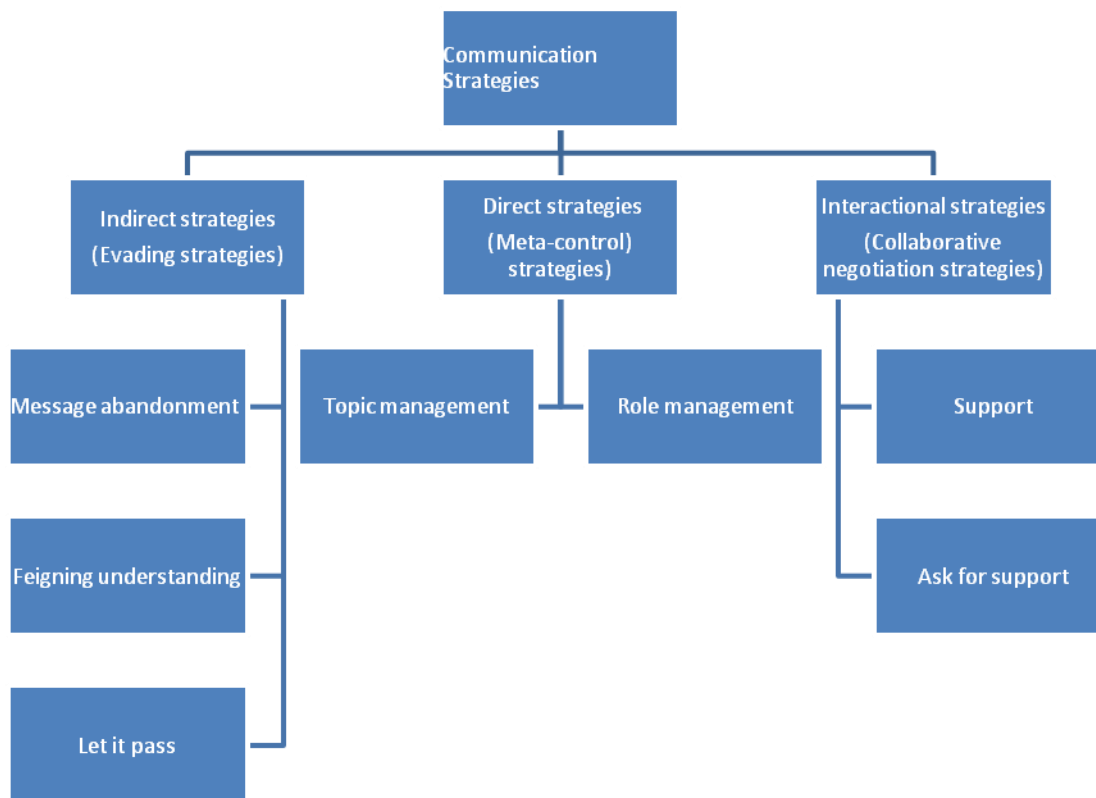 Communication
Strategies
Indirect strategies
(Evading strategies)
Direct strategies
(Meta-control)
strategies)
Interactional strategies
(Collaborative
negotiation strategies)
Message abandonment
Topic management
Role management
Support
Feigning understanding
Ask for support
Let it pass